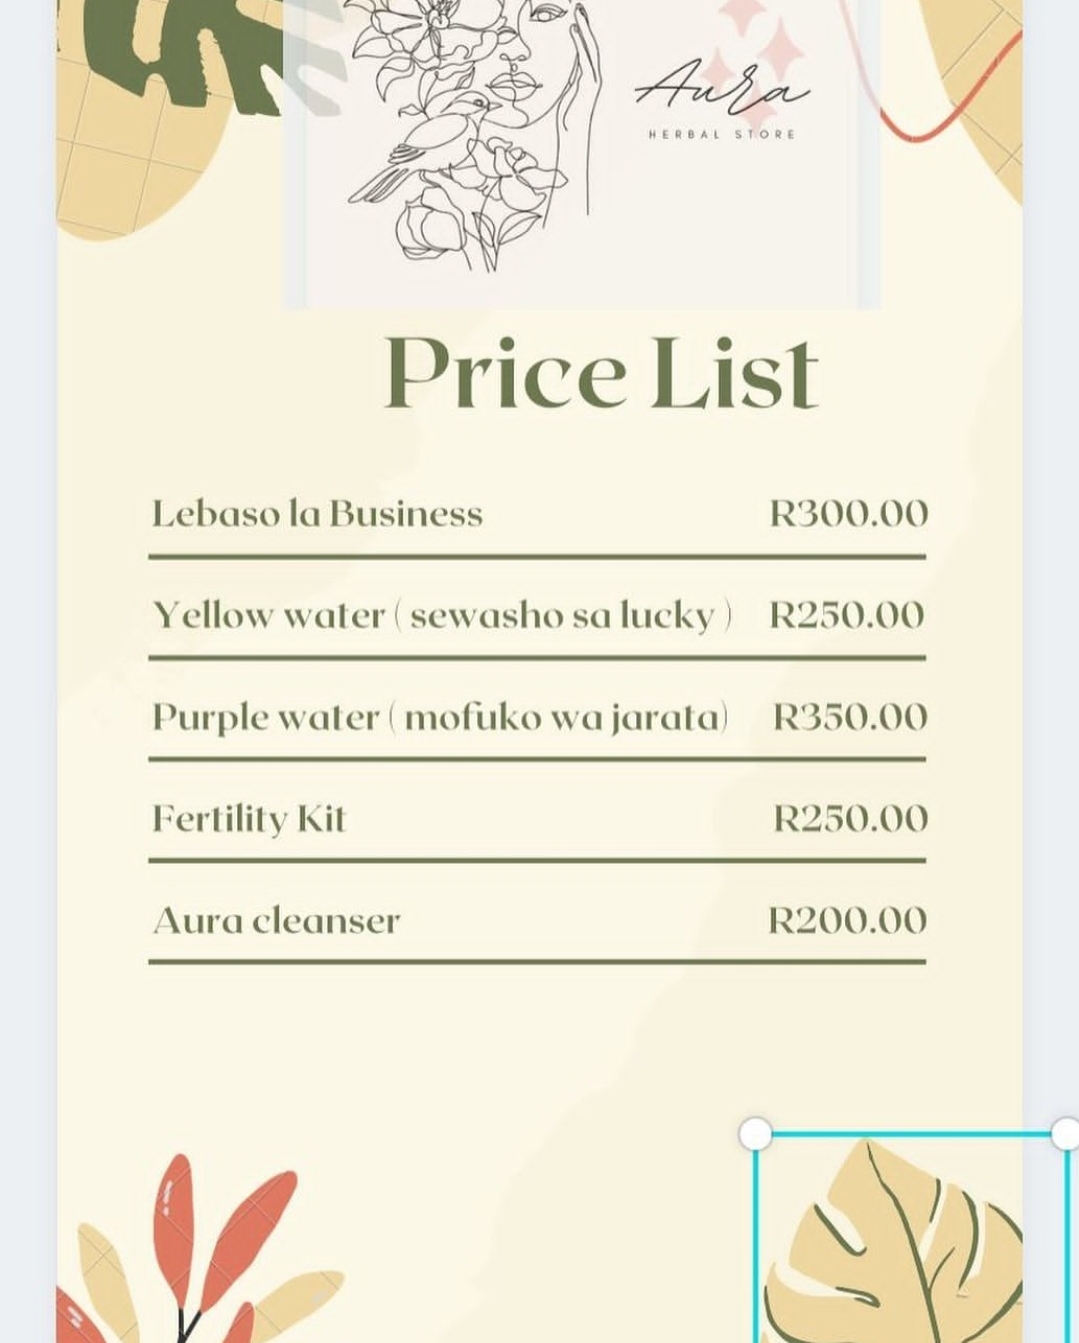 Aura
HERBAL STORE
Price List
Lebaso la Business R300.00
Yellow water ( sewasho sa lucky ) R250.00
Purple water ( mofuko wa jarata) R350.00
Fertility Kit R250.00
Aura cleanser R200.00